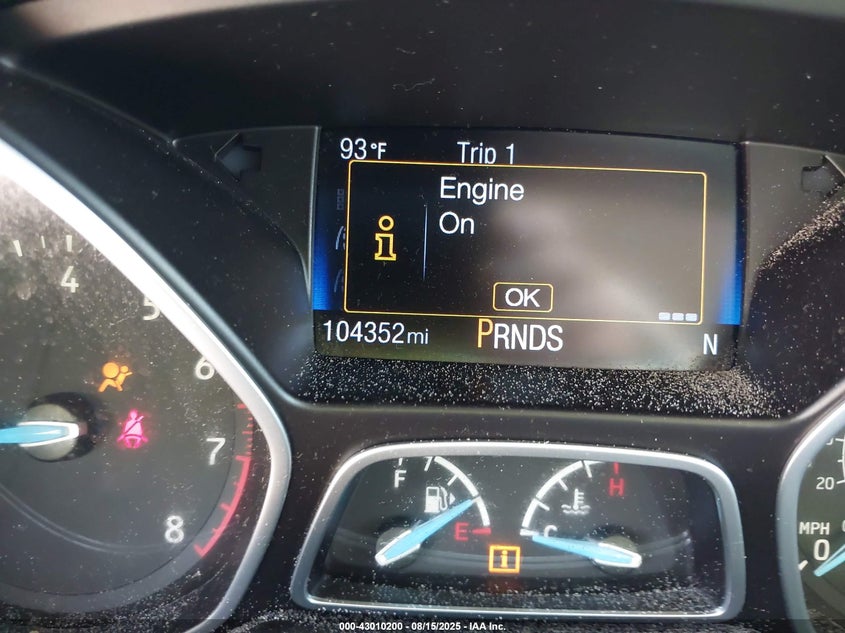 93°F Trip 1
Engine
On
i
OK
104352mi PRNDS N
4
5
6
7
8
F
E
H
C
i
20
MPH
0
000-43010200 - 08/15/2025 - IAA Inc.